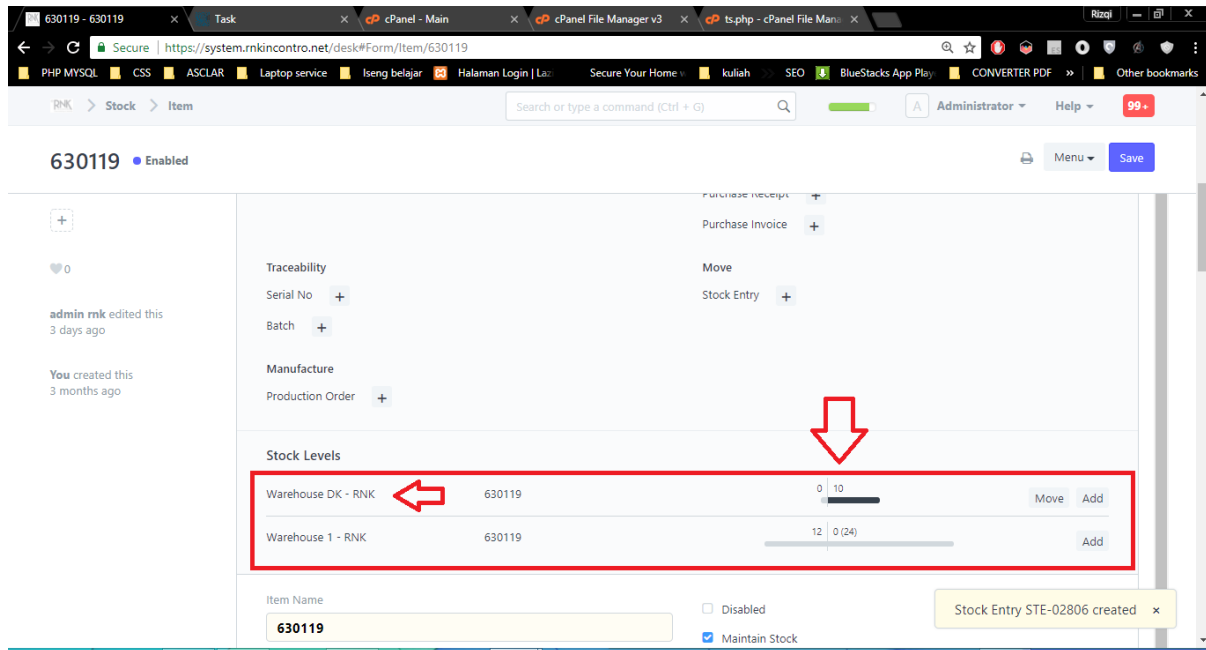 630119 - 630119
Task
cPanel - Main
cPanel File Manager v3
ts.php - cPanel File Mana
Rizqi
Secure | https://system.rnkincontro.net/desk#Form/Item/630119
PHP MYSQL
CSS
ASCLAR
Laptop service
Iseng belajar
Halaman Login | Laz
Secure Your Home w
kuliah
SEO
BlueStacks App Play
CONVERTER PDF
»
Other bookmarks
RNK > Stock > Item
Search or type a command (Ctrl + G)
A Administrator
Help
99+
630119
Enabled
Menu
Save
Purchase Receipt +
+
Purchase Invoice +
0
Traceability
Move
Serial No +
Stock Entry +
admin rnk edited this
3 days ago
Batch +
You created this
3 months ago
Manufacture
Production Order +
Stock Levels
Warehouse DK - RNK 630119 0 10 Move Add
Warehouse 1 - RNK 630119 12 0 (24) Add
Item Name
630119
Disabled
Maintain Stock
Stock Entry STE-02806 created ×